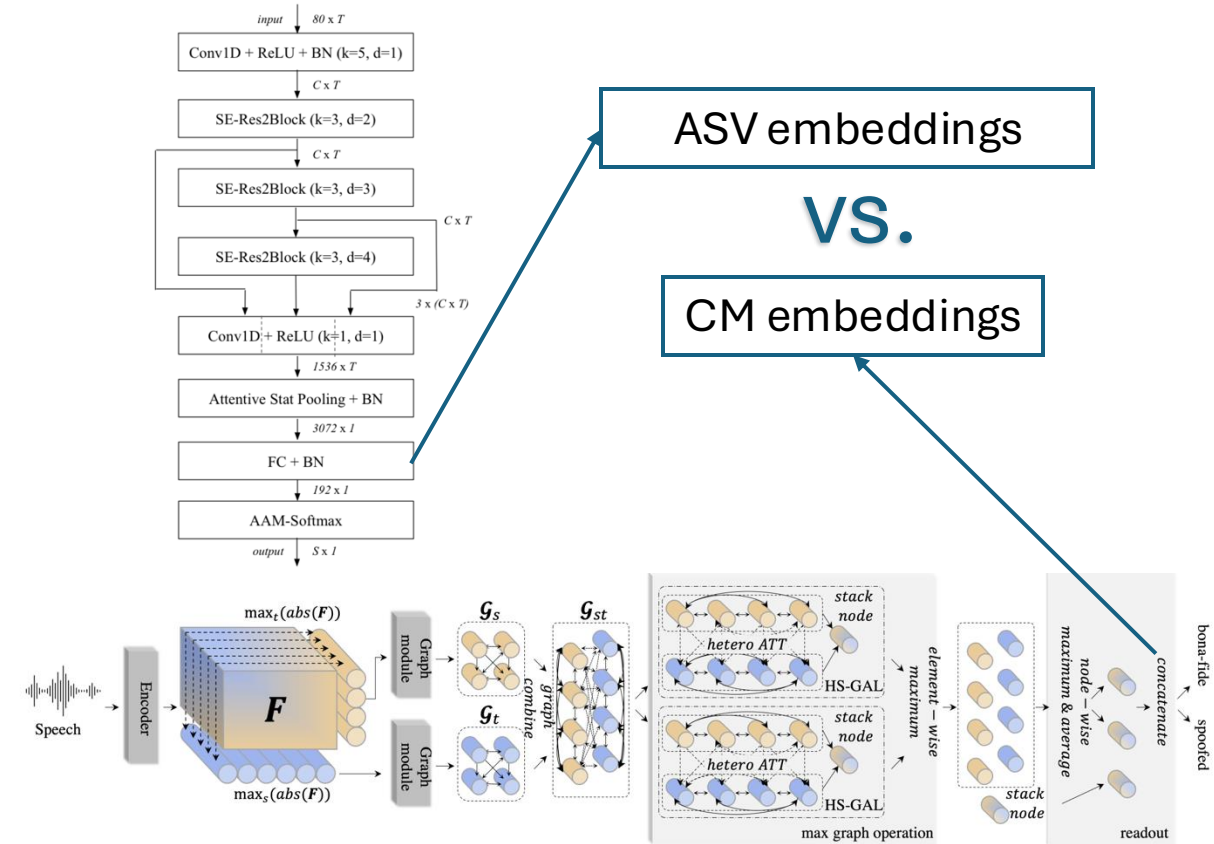 input 80 x T
Conv1D + ReLU + BN (k=5, d=1)
C x T
SE-Res2Block (k=3, d=2)
C x T
SE-Res2Block (k=3, d=3)
C x T
SE-Res2Block (k=3, d=4)
3 x (C x T)
Conv1D + ReLU (k=1, d=1)
1536 x T
Attentive Stat Pooling + BN
3072 x 1
FC + BN
192 x 1
AAM-Softmax
output S x 1
ASV embeddings
vs.
CM embeddings
Speech
Encoder
max_t(abs(F))
F
max_s(abs(F))
Graph
module
Graph
module
G_s
G_t
graph
combine
G_st
stack
node
hetero ATT
HS-GAL
stack
node
hetero ATT
HS-GAL
max graph operation
element-wise
maximum
stack
node
node-wise
maximum & average
concatenate
readout
bona-fide
spoofed